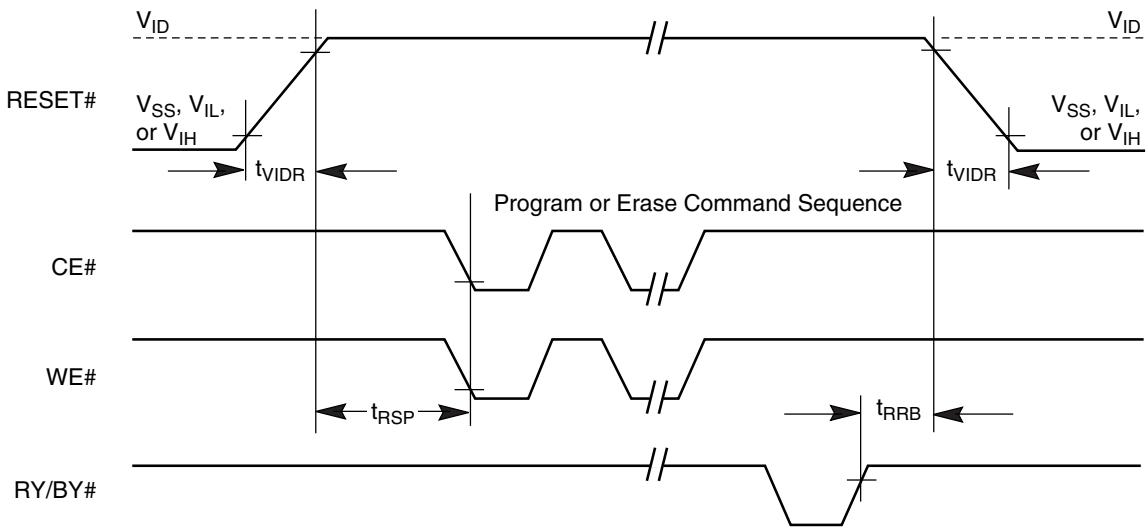 V_ID
V_ID
RESET#
V_SS, V_IL,
or V_IH
V_SS, V_IL,
or V_IH
t_VIDR
t_VIDR
Program or Erase Command Sequence
CE#
WE#
t_RSP
t_RRB
RY/BY#